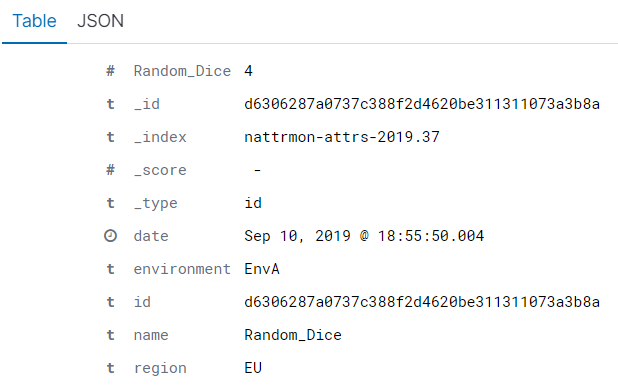 Table JSON
# Random_Dice 4
t _id d6306287a0737c388f2d4620be311311073a3b8a
t _index nattrmon-attrs-2019.37
# _score -
t _type id
date Sep 10, 2019 @ 18:55:50.004
t environment EnvA
t id d6306287a0737c388f2d4620be311311073a3b8a
t name Random_Dice
t region EU